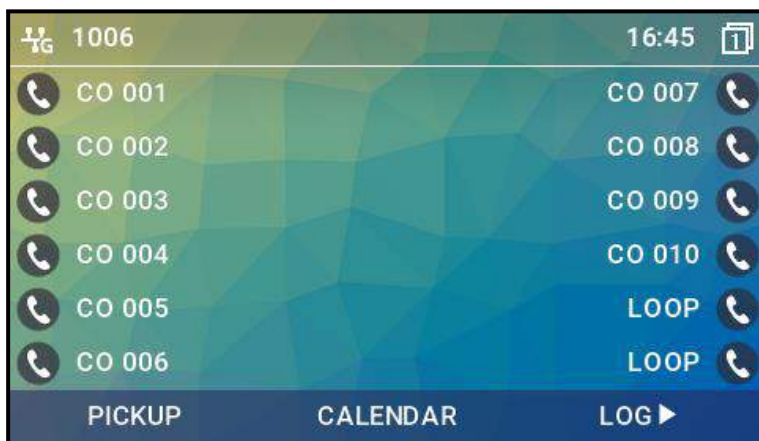 G 1006 16:45 1
CO 001 CO 007
CO 002 CO 008
CO 003 CO 009
CO 004 CO 010
CO 005 LOOP
CO 006 LOOP
PICKUP CALENDAR LOG▶